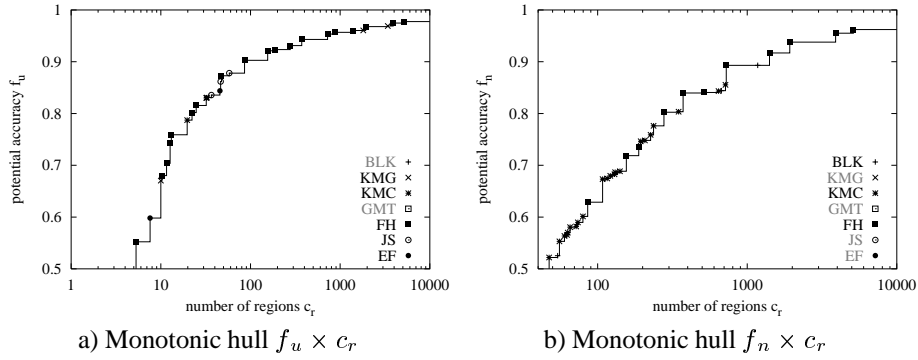 potential accuracy f_u
1
0.9
0.8
0.7
0.6
0.5
BLK
KMG
KMC
GMT
FH
JS
EF
1 10 100 1000 10000
number of regions c_r
a) Monotonic hull f_u × c_r
potential accuracy f_n
1
0.9
0.8
0.7
0.6
0.5
BLK
KMG
KMC
GMT
FH
JS
EF
100 1000 10000
number of regions c_r
b) Monotonic hull f_n × c_r